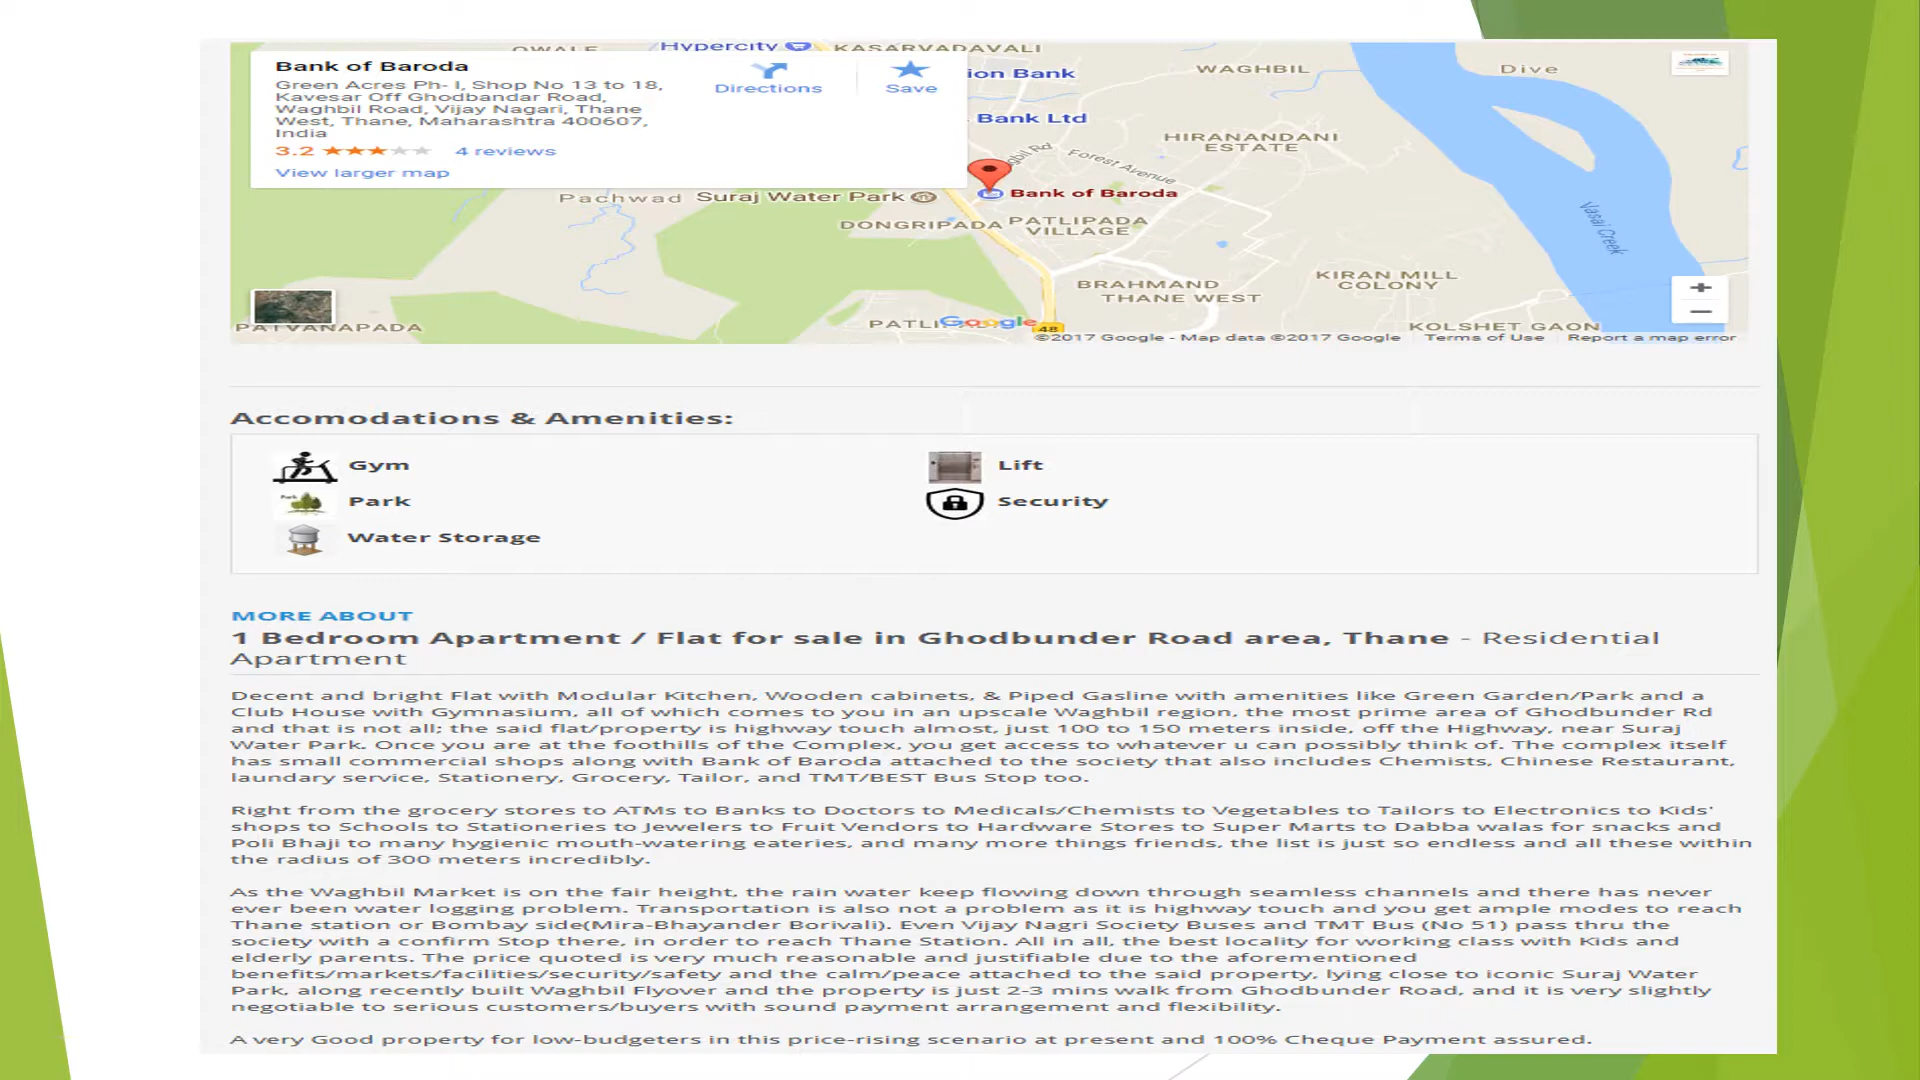 OWALE
Hypercity
KASARVADAVALI
Bank of Baroda
Green Acres Ph- I, Shop No 13 to 18,
Kavesar Off Ghodbandar Road,
Waghbil Road, Vijay Nagari, Thane
West, Thane, Maharashtra 400607,
India
3.2
4 reviews
View larger map
Directions
Save
ion Bank
WAGHBIL
Dive
Bank Ltd
HIRANANDANI
ESTATE
gbil Rd
Forest Avenue
Bank of Baroda
Pachwad
Suraj Water Park
DONGRIPADA
PATLIPADA
VILLAGE
Vasai Creek
KIRAN MILL
COLONY
BRAHMAND
THANE WEST
+
−
PATVANAPADA
PATLI
Google
48
KOLSHET GAON
©2017 Google - Map data ©2017 Google
Terms of Use
Report a map error
Accomodations & Amenities:
Gym
Lift
Park
Park
Security
Water Storage
MORE ABOUT
1 Bedroom Apartment / Flat for sale in Ghodbunder Road area, Thane - Residential
Apartment
Decent and bright Flat with Modular Kitchen, Wooden cabinets, & Piped Gasline with amenities like Green Garden/Park and a
Club House with Gymnasium, all of which comes to you in an upscale Waghbil region, the most prime area of Ghodbunder Rd
and that is not all; the said flat/property is highway touch almost, just 100 to 150 meters inside, off the Highway, near Suraj
Water Park. Once you are at the foothills of the Complex, you get access to whatever u can possibly think of. The complex itself
has small commercial shops along with Bank of Baroda attached to the society that also includes Chemists, Chinese Restaurant,
laundary service, Stationery, Grocery, Tailor, and TMT/BEST Bus Stop too.
Right from the grocery stores to ATMs to Banks to Doctors to Medicals/Chemists to Vegetables to Tailors to Electronics to Kids'
shops to Schools to Stationeries to Jewelers to Fruit Vendors to Hardware Stores to Super Marts to Dabba walas for snacks and
Poli Bhaji to many hygienic mouth-watering eateries, and many more things friends, the list is just so endless and all these within
the radius of 300 meters incredibly.
As the Waghbil Market is on the fair height, the rain water keep flowing down through seamless channels and there has never
ever been water logging problem. Transportation is also not a problem as it is highway touch and you get ample modes to reach
Thane station or Bombay side(Mira-Bhayander Borivali). Even Vijay Nagri Society Buses and TMT Bus (No 51) pass thru the
society with a confirm Stop there, in order to reach Thane Station. All in all, the best locality for working class with Kids and
elderly parents. The price quoted is very much reasonable and justifiable due to the aforementioned
benefits/markets/facilities/security/safety and the calm/peace attached to the said property, lying close to iconic Suraj Water
Park, along recently built Waghbil Flyover and the property is just 2-3 mins walk from Ghodbunder Road, and it is very slightly
negotiable to serious customers/buyers with sound payment arrangement and flexibility.
A very Good property for low-budgeters in this price-rising scenario at present and 100% Cheque Payment assured.